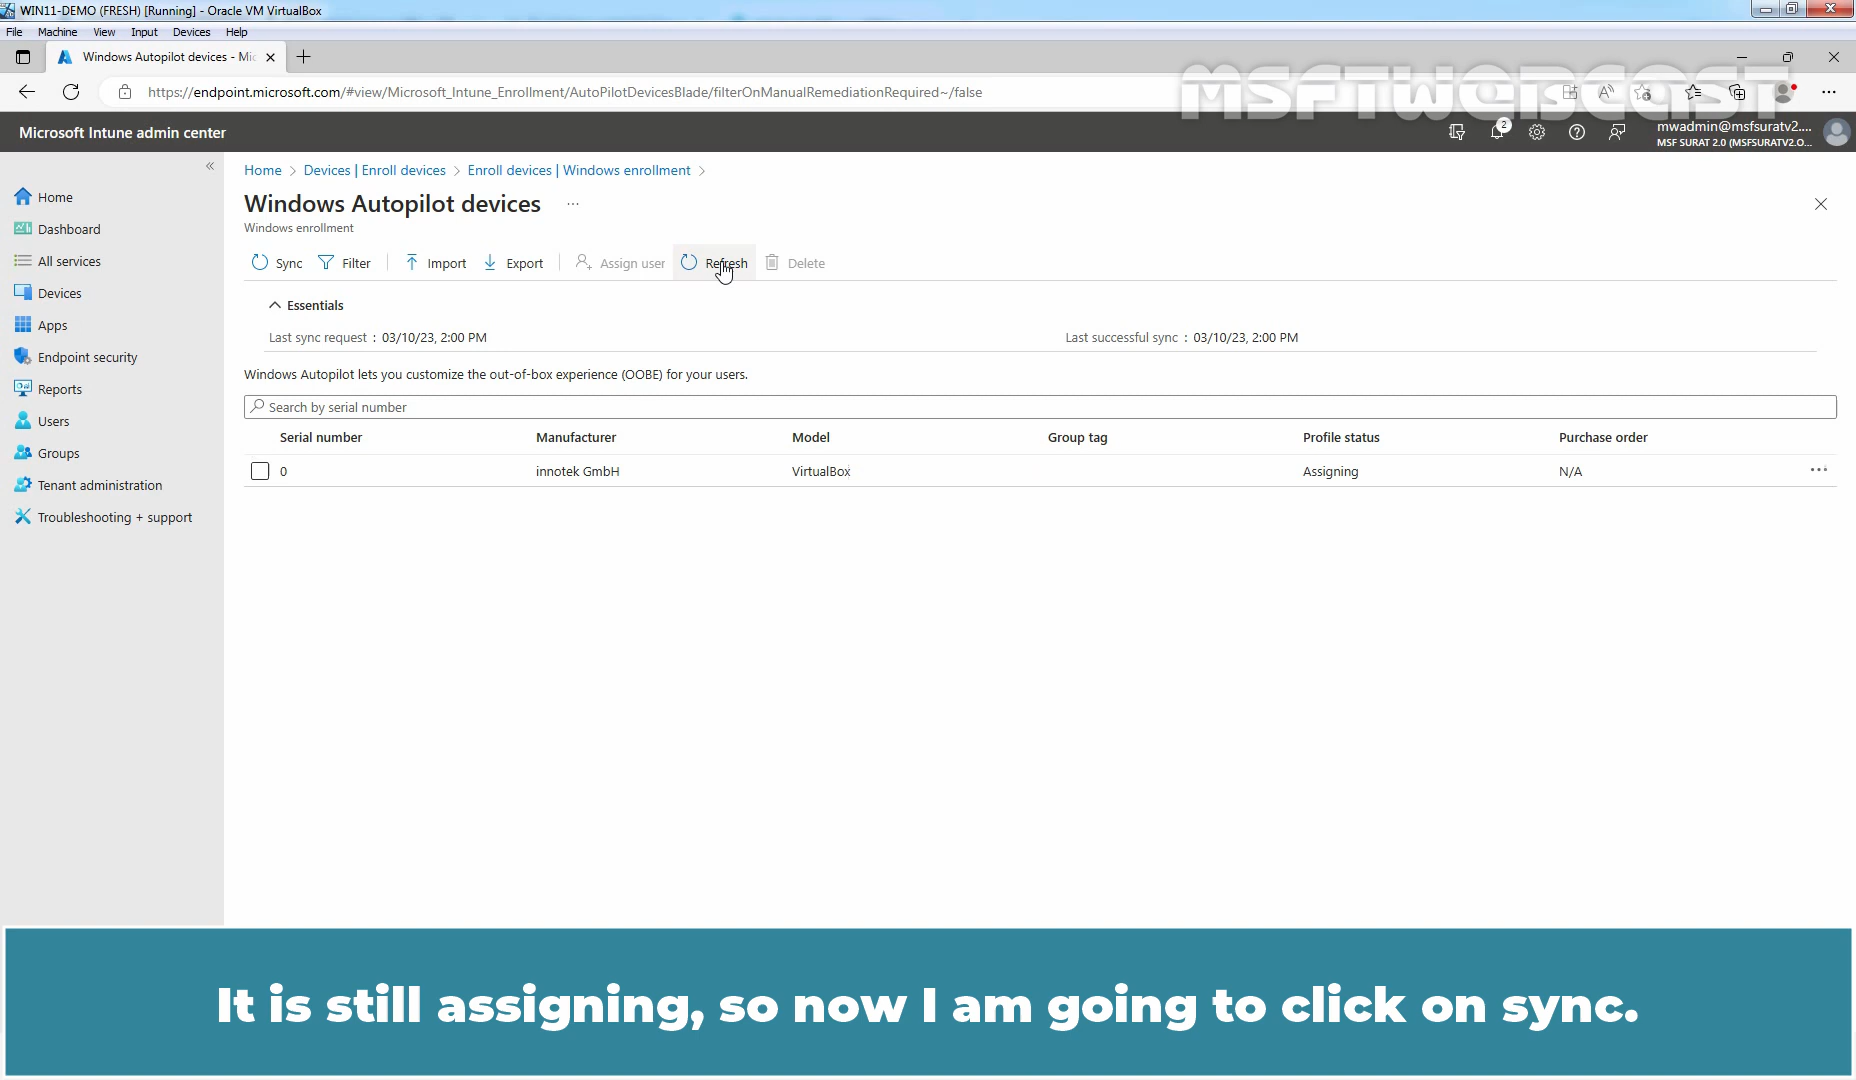 WIN11-DEMO (FRESH) [Running] - Oracle VM VirtualBox
File Machine View Input Devices Help
Windows Autopilot devices - Mic
https://endpoint.microsoft.com/#view/Microsoft_Intune_Enrollment/AutoPilotDevicesBlade/filterOnManualRemediationRequired~/false
MSFTWEBCAST
Microsoft Intune admin center
2
mwadmin@msfsuratv2....
MSF SURAT 2.0 (MSFSURATV2.O...
Home
Dashboard
All services
Devices
Apps
Endpoint security
Reports
Users
Groups
Tenant administration
Troubleshooting + support
Home > Devices | Enroll devices > Enroll devices | Windows enrollment >
Windows Autopilot devices ...
Windows enrollment
Sync Filter Import Export Assign user Refresh Delete
Essentials
Last sync request : 03/10/23, 2:00 PM Last successful sync : 03/10/23, 2:00 PM
Windows Autopilot lets you customize the out-of-box experience (OOBE) for your users.
Search by serial number
Serial number Manufacturer Model Group tag Profile status Purchase order
0 innotek GmbH VirtualBox Assigning N/A ...
It is still assigning, so now I am going to click on sync.